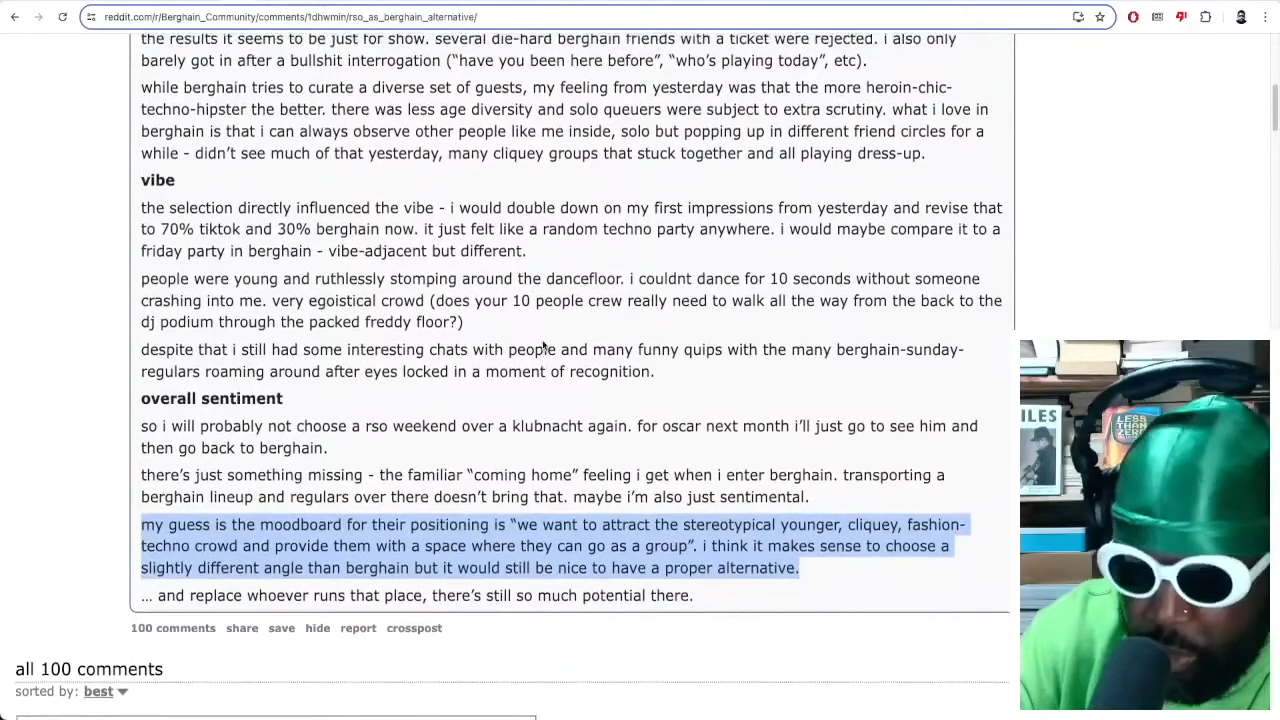 reddit.com/r/Berghain_Community/comments/1dhwmin/rso_as_berghain_alternative/
the results it seems to be just for show. several die-hard berghain friends with a ticket were rejected. i also only
barely got in after a bullshit interrogation (“have you been here before”, “who’s playing today”, etc).
while berghain tries to curate a diverse set of guests, my feeling from yesterday was that the more heroin-chic-
techno-hipster the better. there was less age diversity and solo queuers were subject to extra scrutiny. what i love in
berghain is that i can always observe other people like me inside, solo but popping up in different friend circles for a
while - didn’t see much of that yesterday, many cliquey groups that stuck together and all playing dress-up.
vibe
the selection directly influenced the vibe - i would double down on my first impressions from yesterday and revise that
to 70% tiktok and 30% berghain now. it just felt like a random techno party anywhere. i would maybe compare it to a
friday party in berghain - vibe-adjacent but different.
people were young and ruthlessly stomping around the dancefloor. i couldnt dance for 10 seconds without someone
crashing into me. very egoistical crowd (does your 10 people crew really need to walk all the way from the back to the
dj podium through the packed freddy floor?)
despite that i still had some interesting chats with people and many funny quips with the many berghain-sunday-
regulars roaming around after eyes locked in a moment of recognition.
overall sentiment
so i will probably not choose a rso weekend over a klubnacht again. for oscar next month i’ll just go to see him and
then go back to berghain.
there’s just something missing - the familiar “coming home” feeling i get when i enter berghain. transporting a
berghain lineup and regulars over there doesn’t bring that. maybe i’m also just sentimental.
my guess is the moodboard for their positioning is “we want to attract the stereotypical younger, cliquey, fashion-
techno crowd and provide them with a space where they can go as a group”. i think it makes sense to choose a
slightly different angle than berghain but it would still be nice to have a proper alternative.
… and replace whoever runs that place, there’s still so much potential there.
100 comments share save hide report crosspost
all 100 comments
sorted by: best
ILES
LESS
THAN
ZERO